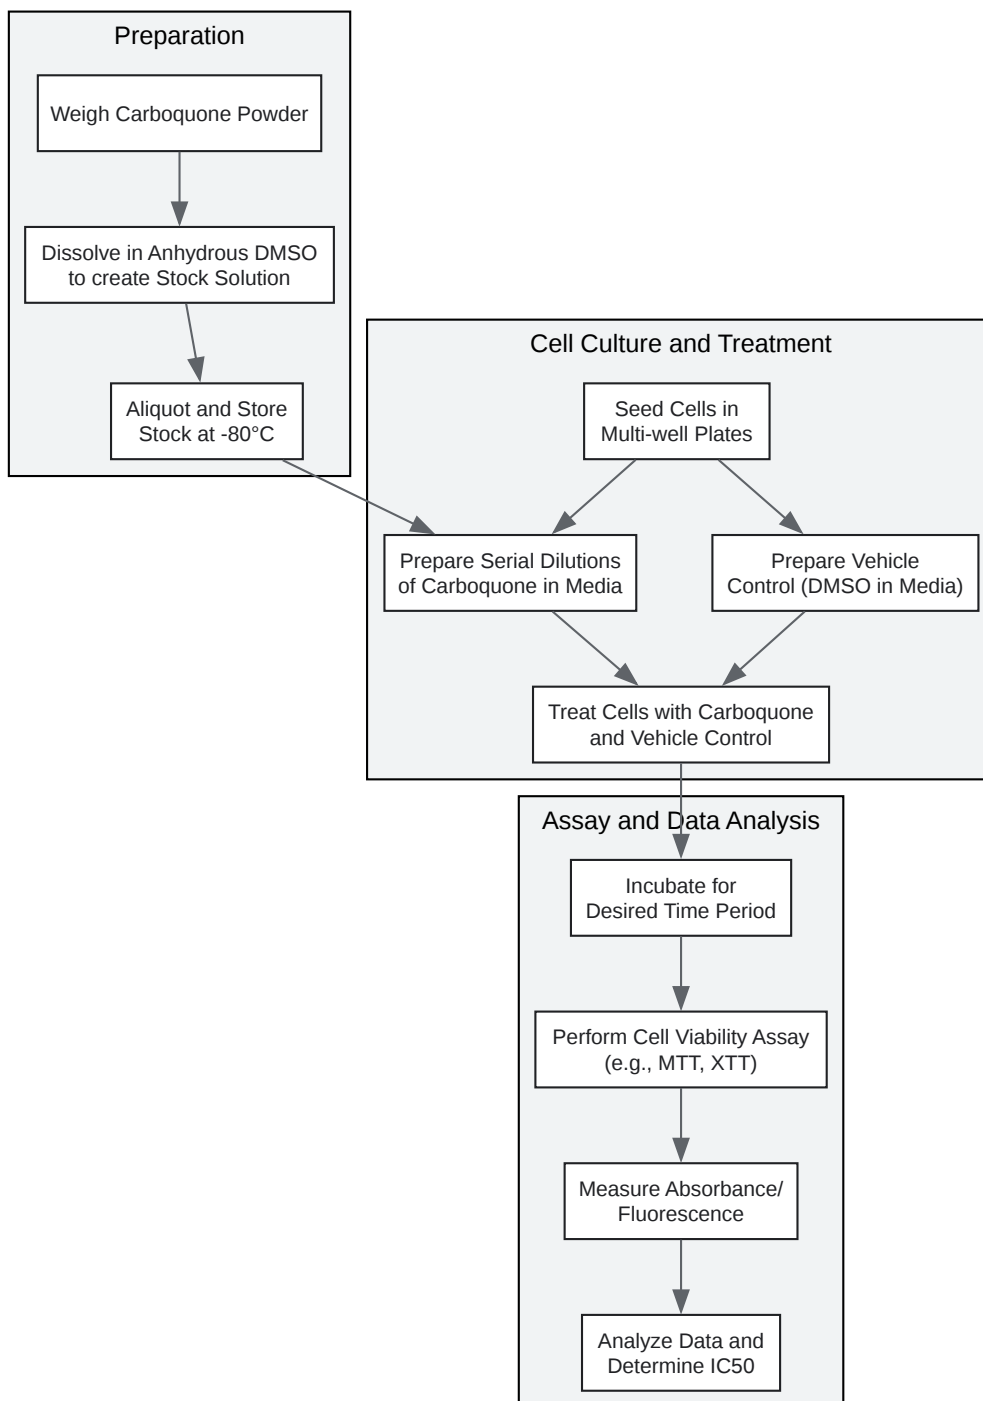 Preparation
Weigh Carboquone Powder
Dissolve in Anhydrous DMSO
to create Stock Solution
Aliquot and Store
Stock at -80°C
Cell Culture and Treatment
Seed Cells in
Multi-well Plates
Prepare Serial Dilutions
of Carboquone in Media
Prepare Vehicle
Control (DMSO in Media)
Treat Cells with Carboquone
and Vehicle Control
Assay and Data Analysis
Incubate for
Desired Time Period
Perform Cell Viability Assay
(e.g., MTT, XTT)
Measure Absorbance/
Fluorescence
Analyze Data and
Determine IC50